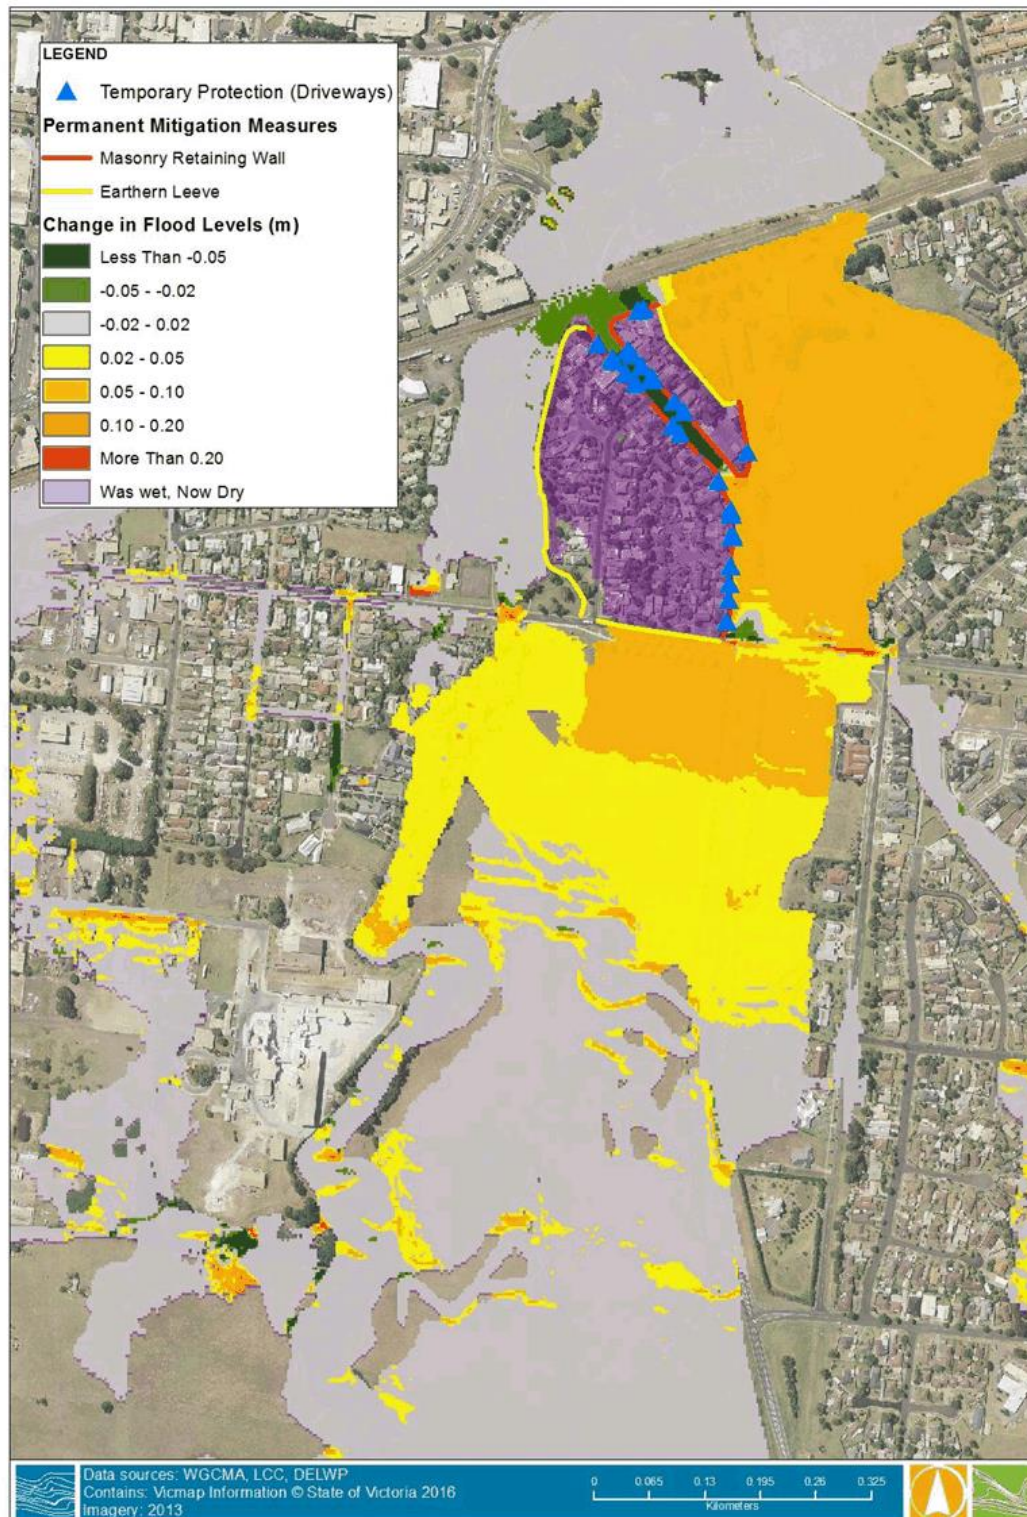 LEGEND
Temporary Protection (Driveways)
Permanent Mitigation Measures
Masonry Retaining Wall
Earthern Leeve
Change in Flood Levels (m)
Less Than -0.05
-0.05 - -0.02
-0.02 - 0.02
0.02 - 0.05
0.05 - 0.10
0.10 - 0.20
More Than 0.20
Was wet, Now Dry
Data sources: WGCMA, LCC, DELWP
Contains: Vicmap Information © State of Victoria 2016
Imagery: 2013
0 0.065 0.13 0.195 0.26 0.325
Kilometers